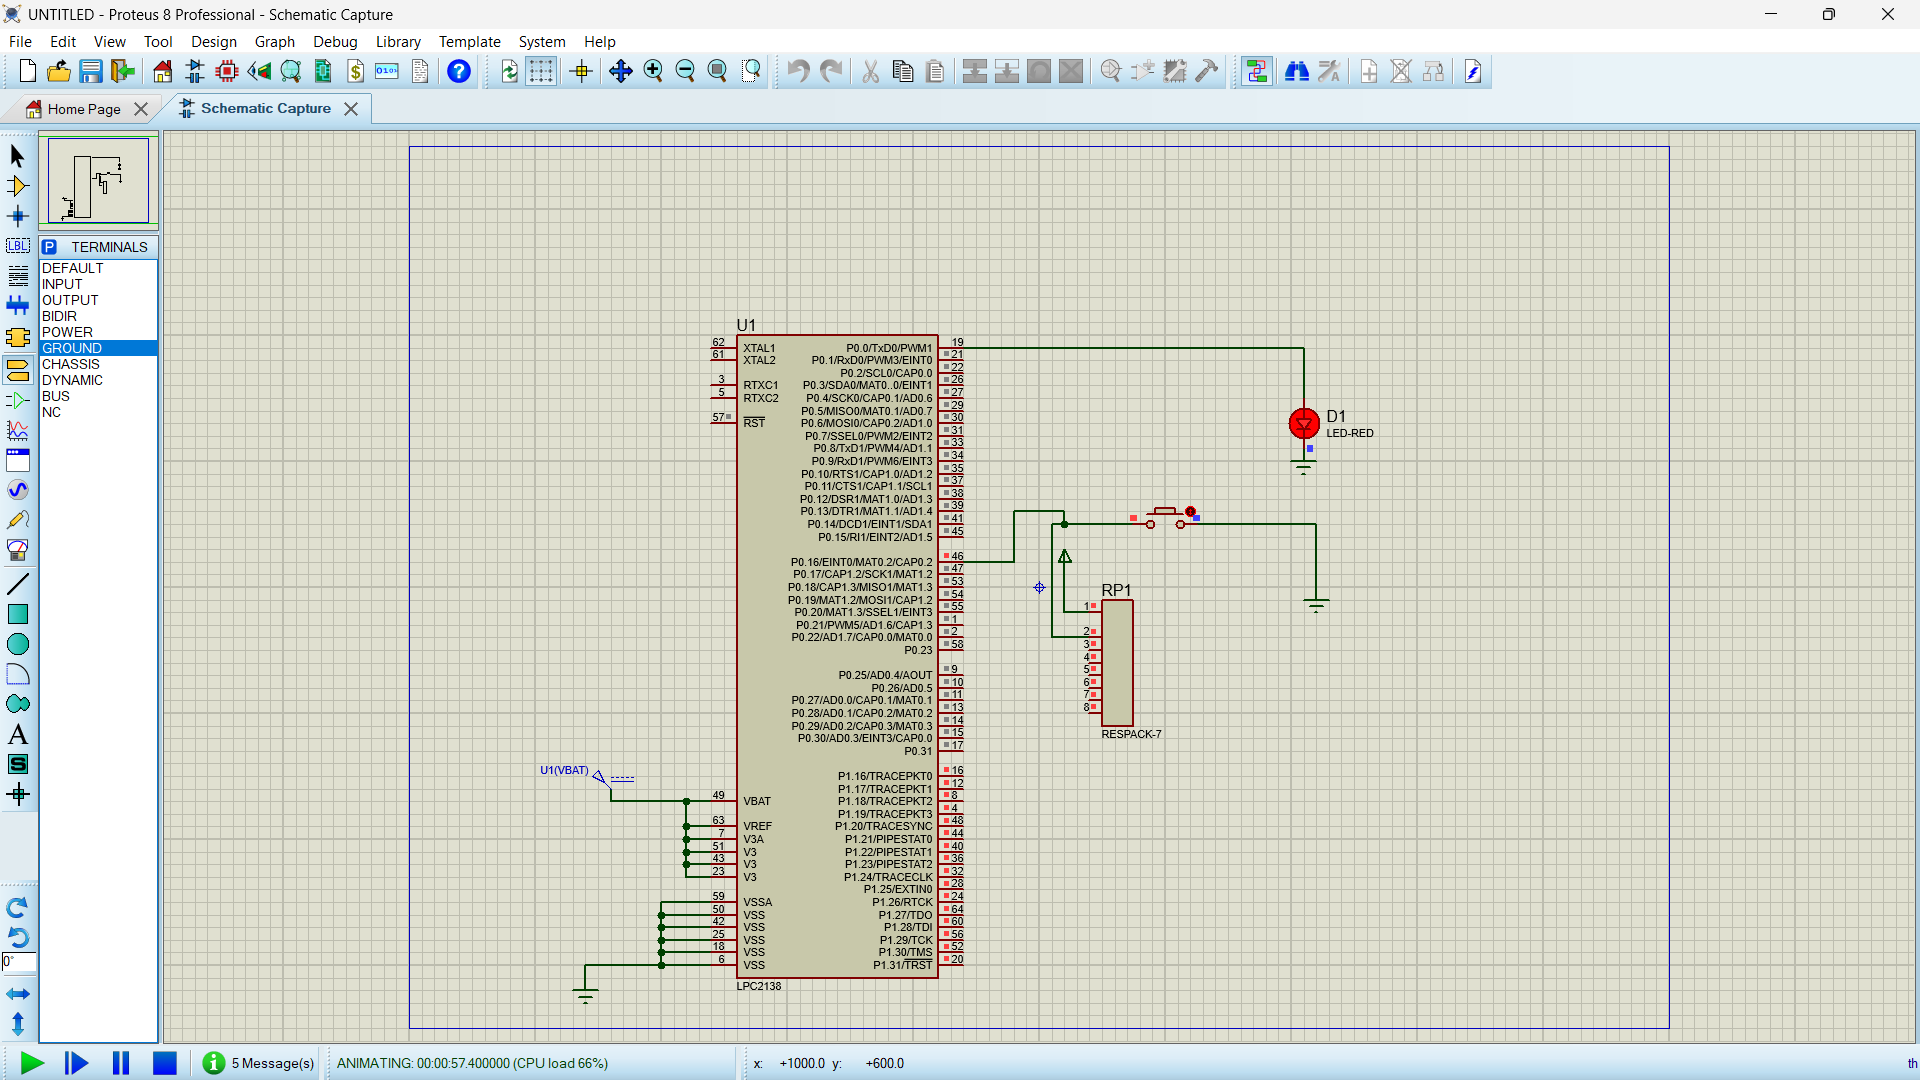 UNTITLED - Proteus 8 Professional - Schematic Capture
File Edit View Tool Design Graph Debug Library Template System Help
Home Page
Schematic Capture
P TERMINALS
DEFAULT
INPUT
OUTPUT
BIDIR
POWER
GROUND
CHASSIS
DYNAMIC
BUS
NC
LBL
A
S
0°
U1
62 XTAL1
61 XTAL2
3 RTXC1
5 RTXC2
57 RST
49 VBAT
63 VREF
7 V3A
51 V3
43 V3
23 V3
59 VSSA
50 VSS
42 VSS
25 VSS
18 VSS
6 VSS
P0.0/TxD0/PWM1 19
P0.1/RxD0/PWM3/EINT0 21
P0.2/SCL0/CAP0.0 22
P0.3/SDA0/MAT0..0/EINT1 26
P0.4/SCK0/CAP0.1/AD0.6 27
P0.5/MISO0/MAT0.1/AD0.7 29
P0.6/MOSI0/CAP0.2/AD1.0 30
P0.7/SSEL0/PWM2/EINT2 31
P0.8/TxD1/PWM4/AD1.1 33
P0.9/RxD1/PWM6/EINT3 34
P0.10/RTS1/CAP1.0/AD1.2 35
P0.11/CTS1/CAP1.1/SCL1 37
P0.12/DSR1/MAT1.0/AD1.3 38
P0.13/DTR1/MAT1.1/AD1.4 39
P0.14/DCD1/EINT1/SDA1 41
P0.15/RI1/EINT2/AD1.5 45
P0.16/EINT0/MAT0.2/CAP0.2 46
P0.17/CAP1.2/SCK1/MAT1.2 47
P0.18/CAP1.3/MISO1/MAT1.3 53
P0.19/MAT1.2/MOSI1/CAP1.2 54
P0.20/MAT1.3/SSEL1/EINT3 55
P0.21/PWM5/AD1.6/CAP1.3 1
P0.22/AD1.7/CAP0.0/MAT0.0 2
P0.23 58
P0.25/AD0.4/AOUT 9
P0.26/AD0.5 10
P0.27/AD0.0/CAP0.1/MAT0.1 11
P0.28/AD0.1/CAP0.2/MAT0.2 13
P0.29/AD0.2/CAP0.3/MAT0.3 14
P0.30/AD0.3/EINT3/CAP0.0 15
P0.31 17
P1.16/TRACEPKT0 16
P1.17/TRACEPKT1 12
P1.18/TRACEPKT2 8
P1.19/TRACEPKT3 4
P1.20/TRACESYNC 48
P1.21/PIPESTAT0 44
P1.22/PIPESTAT1 40
P1.23/PIPESTAT2 36
P1.24/TRACECLK 32
P1.25/EXTIN0 28
P1.26/RTCK 24
P1.27/TDO 64
P1.28/TDI 60
P1.29/TCK 56
P1.30/TMS 52
P1.31/TRST 20
LPC2138
U1(VBAT)
D1
LED-RED
RP1
1
2
3
4
5
6
7
8
RESPACK-7
5 Message(s) ANIMATING: 00:00:57.400000 (CPU load 66%) x: +1000.0 y: +600.0 th